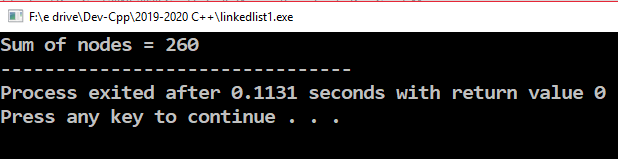 F:\e drive\Dev-Cpp\2019-2020 C++\linkedlist1.exe
Sum of nodes = 260
--------------------------------
Process exited after 0.1131 seconds with return value 0
Press any key to continue . . .